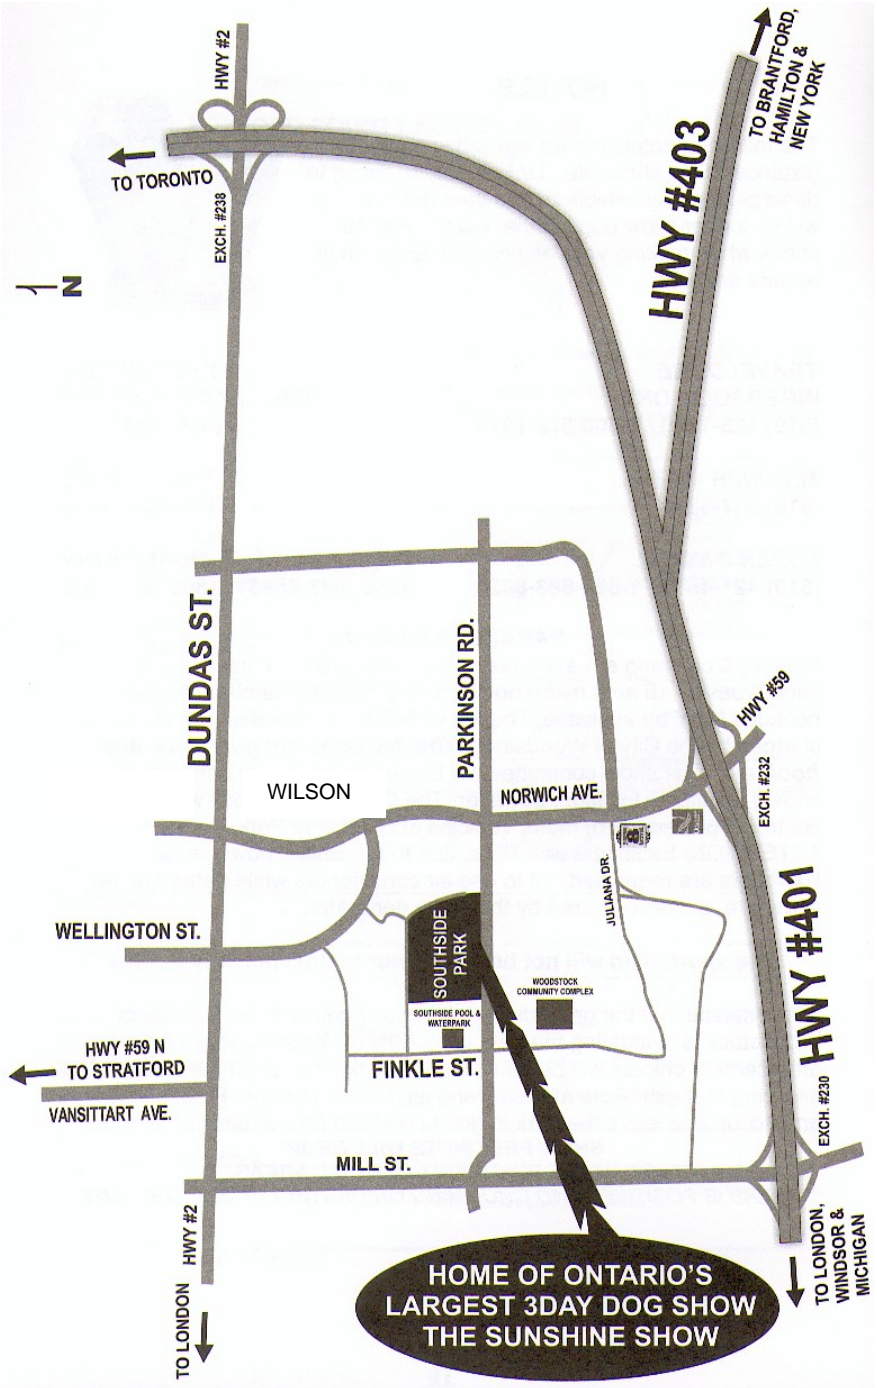 HWY #2
TO TORONTO
EXCH. #238
N
HWY #403
TO BRANTFORD,
HAMILTON &
NEW YORK
DUNDAS ST.
PARKINSON RD.
WILSON
NORWICH AVE.
HWY #59
EXCH. #232
JULIANA DR.
WELLINGTON ST.
SOUTHSIDE
PARK
SOUTHSIDE POOL &
WATERPARK
WOODSTOCK
COMMUNITY COMPLEX
HWY #401
HWY #59 N
TO STRATFORD
VANSITTART AVE.
FINKLE ST.
MILL ST.
EXCH. #230
HWY #2
TO LONDON
TO LONDON,
WINDSOR &
MICHIGAN
HOME OF ONTARIO'S
LARGEST 3DAY DOG SHOW
THE SUNSHINE SHOW